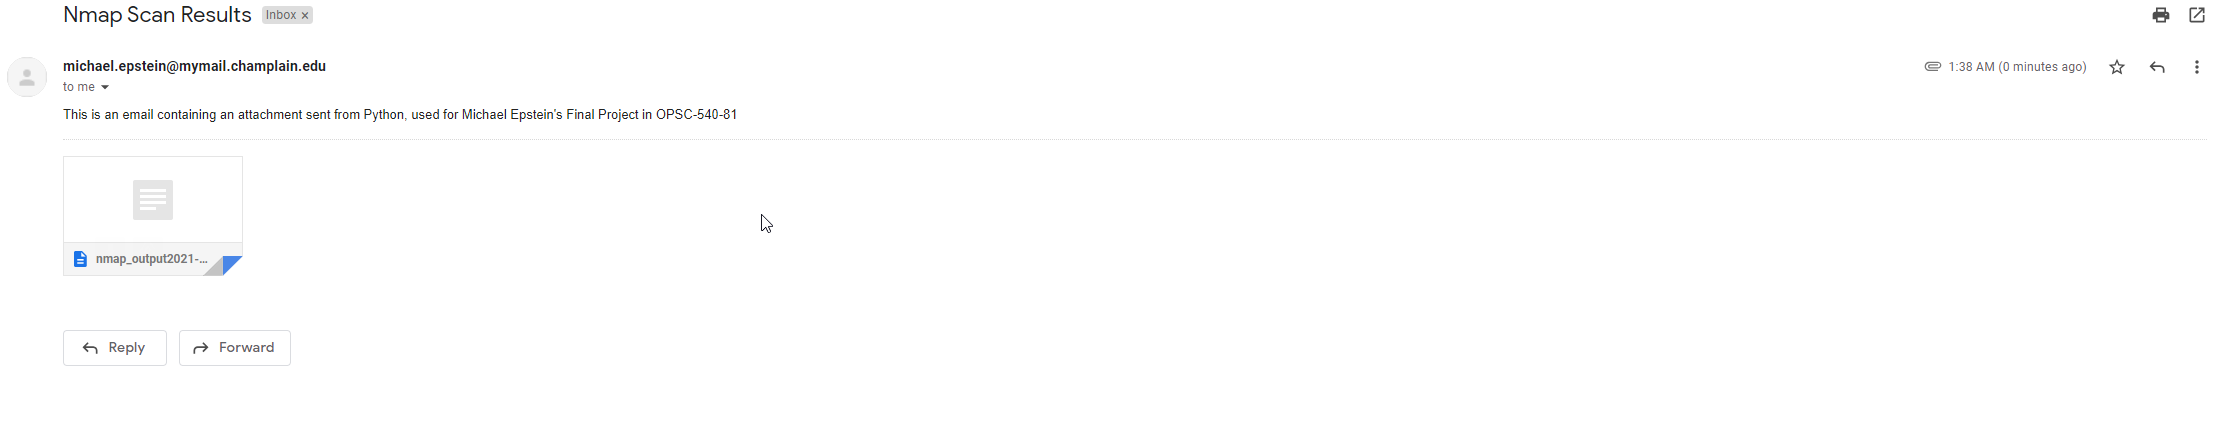 Nmap Scan Results Inbox ×
michael.epstein@mymail.champlain.edu 1:38 AM (0 minutes ago)
to me
This is an email containing an attachment sent from Python, used for Michael Epstein's Final Project in OPSC-540-81
nmap_output2021-...
Reply Forward